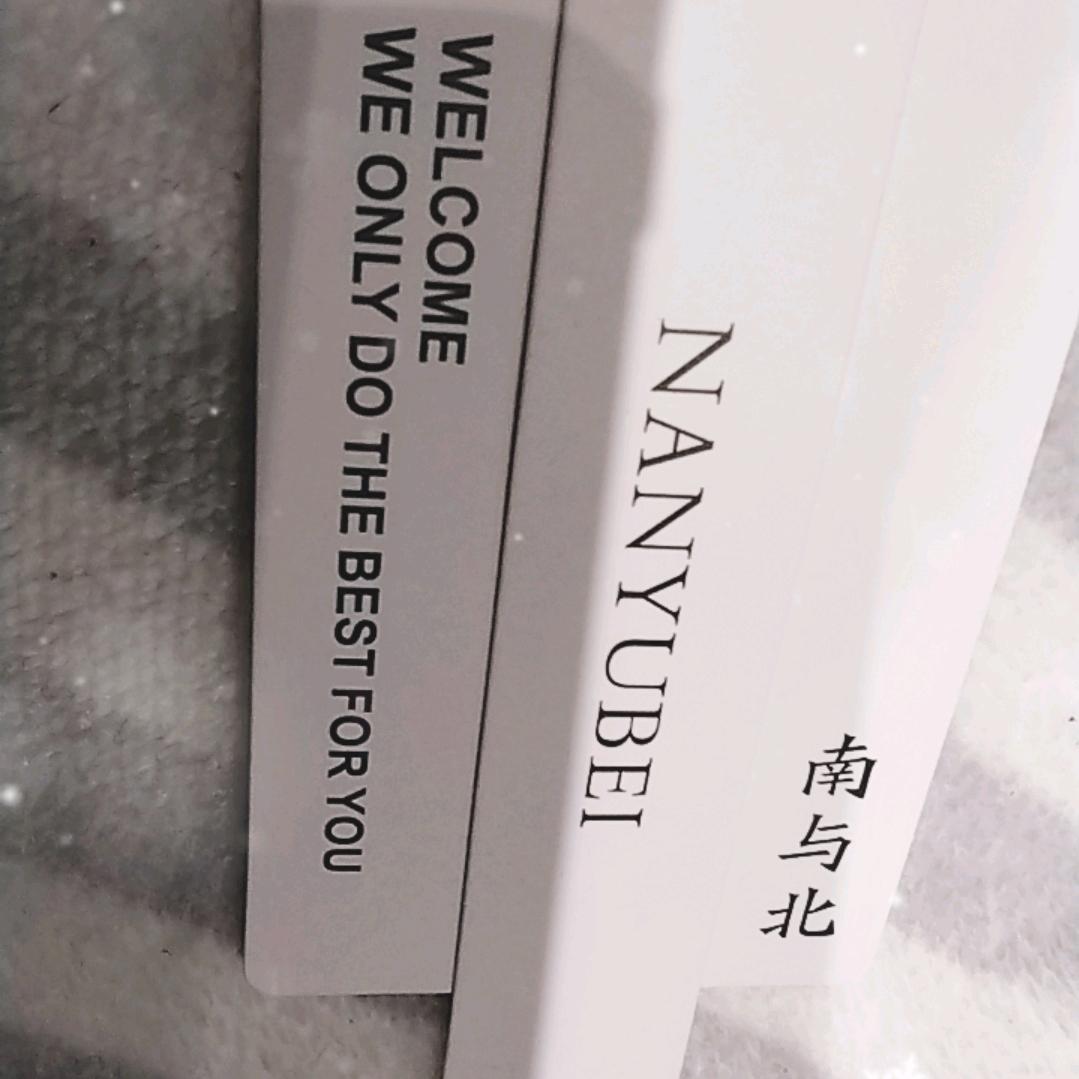 WELCOME
WE ONLY DO THE BEST FOR YOU
NANYUBEI
南与北